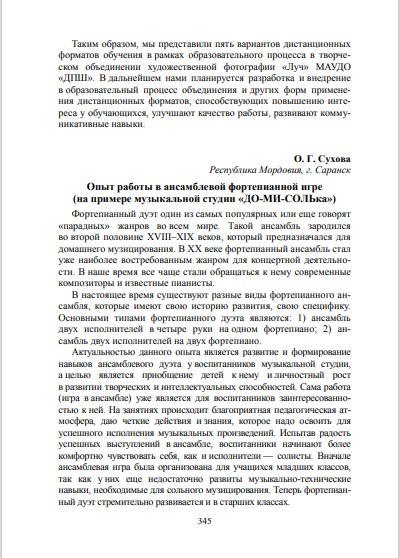 Таким образом, мы представили пять вариантов дистанционных
форматов обучения в рамках образовательного процесса в творче-
ском объединении художественной фотографии «Луч» МАУДО
«ДПШ». В дальнейшем нами планируется разработка и внедрение
в образовательный процесс объединения и других форм примене-
ния дистанционных форматов, способствующих повышению инте-
реса у обучающихся, улучшают качество работы, развивают комму-
никативные навыки.
О. Г. Сухова
Республика Мордовия, г. Саранск
Опыт работы в ансамблевой фортепианной игре
(на примере музыкальной студии «ДО-МИ-СОЛЬка»)
Фортепианный дуэт один из самых популярных или еще говорят
«парадных» жанров во всем мире. Такой ансамбль зародился
во второй половине XVIII–XIX веков, который предназначался для
домашнего музицирования. В XX веке фортепианный ансамбль стал
уже наиболее востребованным жанром для концертной деятельно-
сти. В наше время все чаще стали обращаться к нему современные
композиторы и известные пианисты.
В настоящее время существуют разные виды фортепианного ан-
самбля, которые имеют свою историю развития, свою специфику.
Основными типами фортепианного дуэта являются: 1) ансамбль
двух исполнителей в четыре руки на одном фортепиано; 2) ан-
самбль двух исполнителей на двух фортепиано.
Актуальностью данного опыта является развитие и формирование
навыков ансамблевого дуэта у воспитанников музыкальной студии,
а целью является приобщение детей к нему и личностный рост
в развитии творческих и интеллектуальных способностей. Сама работа
(игра в ансамбле) уже является для воспитанников заинтересованно-
стью к ней. На занятиях происходит благоприятная педагогическая ат-
мосфера, даю четкие действия и знания, которое надо освоить для
успешного исполнения музыкальных произведений. Испытав радость
успешных выступлений в ансамбле, воспитанники начинают более
комфортно чувствовать себя, как и исполнители — солисты. Вначале
ансамблевая игра была организована для учащихся младших классов,
так как у них еще недостаточно развиты музыкально-технические
навыки, необходимые для сольного музицирования. Теперь фортепиан-
ный дуэт стремительно развивается и в старших классах.
345